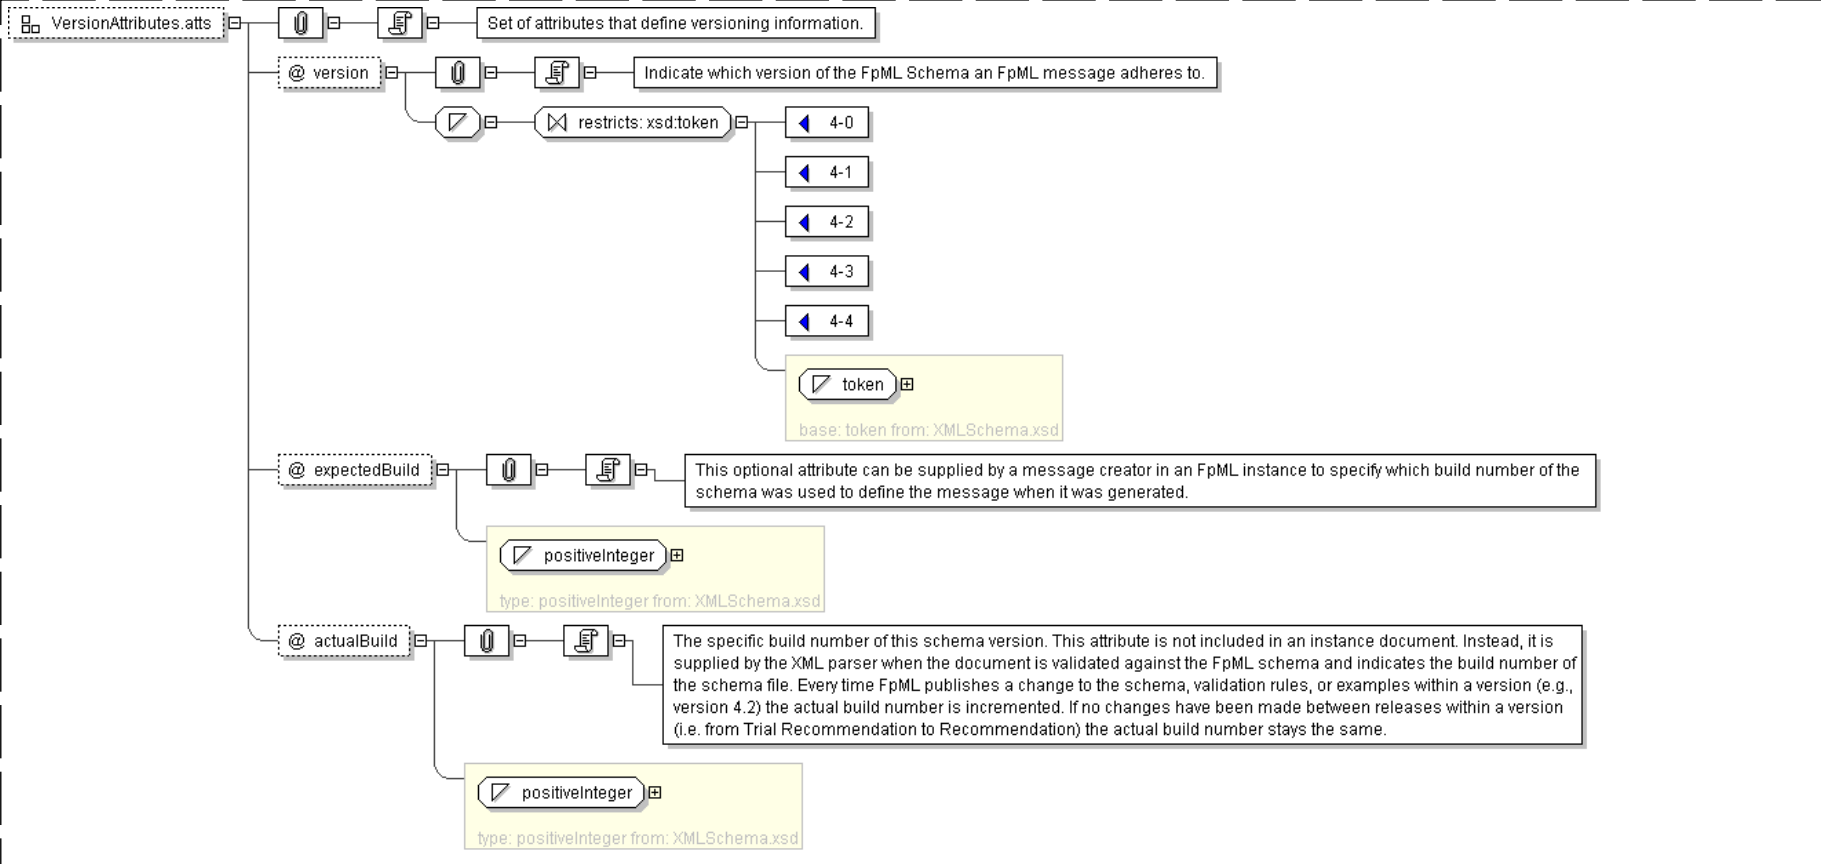 VersionAttributes.atts
Set of attributes that define versioning information.
@ version
Indicate which version of the FpML Schema an FpML message adheres to.
restricts: xsd:token
4-0
4-1
4-2
4-3
4-4
token
base: token from: XMLSchema.xsd
@ expectedBuild
This optional attribute can be supplied by a message creator in an FpML instance to specify which build number of the
schema was used to define the message when it was generated.
positiveInteger
type: positiveInteger from: XMLSchema.xsd
@ actualBuild
The specific build number of this schema version. This attribute is not included in an instance document. Instead, it is
supplied by the XML parser when the document is validated against the FpML schema and indicates the build number of
the schema file. Every time FpML publishes a change to the schema, validation rules, or examples within a version (e.g.,
version 4.2) the actual build number is incremented. If no changes have been made between releases within a version
(i.e. from Trial Recommendation to Recommendation) the actual build number stays the same.
positiveInteger
type: positiveInteger from: XMLSchema.xsd